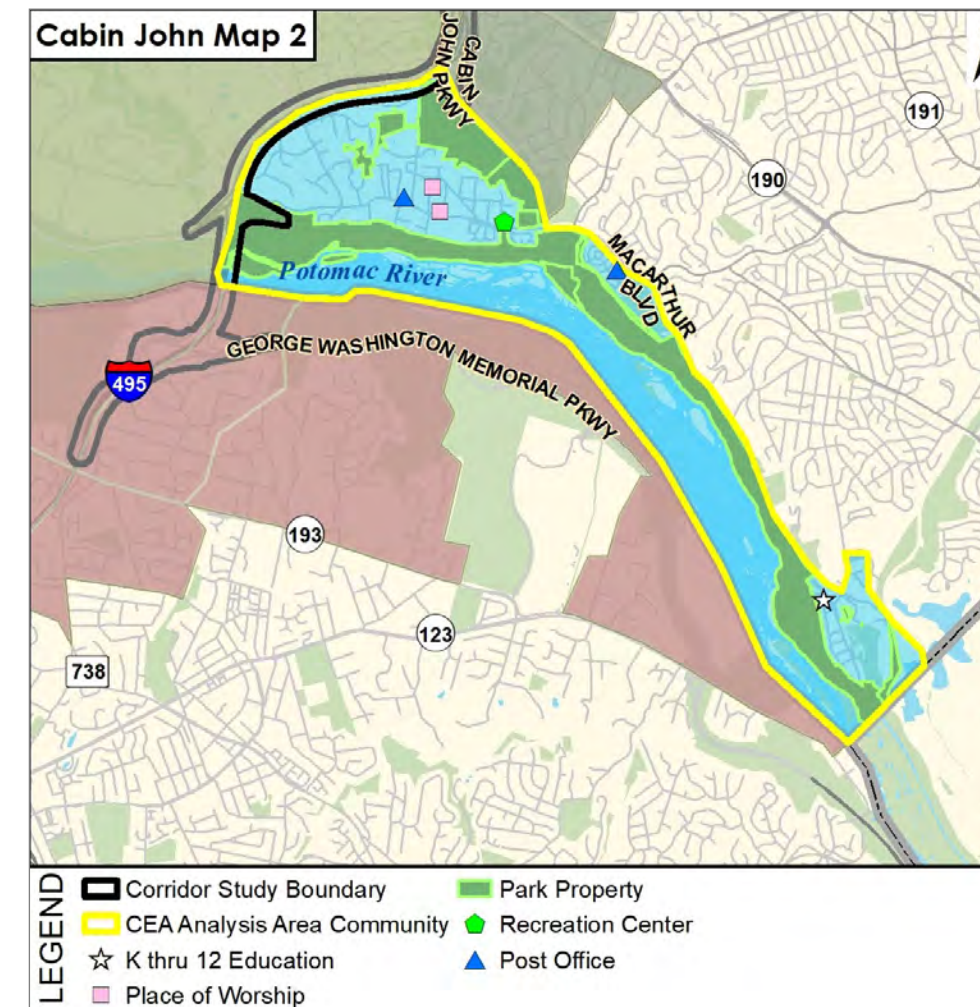 Cabin John Map 2
CABIN
JOHN PKWY
191
190
MACARTHUR
BLVD
Potomac River
GEORGE WASHINGTON MEMORIAL PKWY
495
193
123
738
LEGEND
Corridor Study Boundary
Park Property
CEA Analysis Area Community
Recreation Center
K thru 12 Education
Post Office
Place of Worship